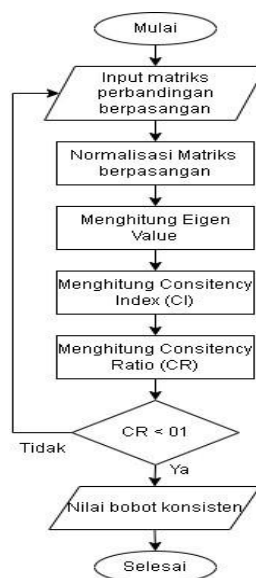 Mulai
Input matriks
perbandingan
berpasangan
Normalisasi Matriks
berpasangan
Menghitung Eigen
Value
Menghitung Consitency
Index (CI)
Menghitung Consitency
Ratio (CR)
CR < 01
Tidak
Ya
Nilai bobot konsisten
Selesai